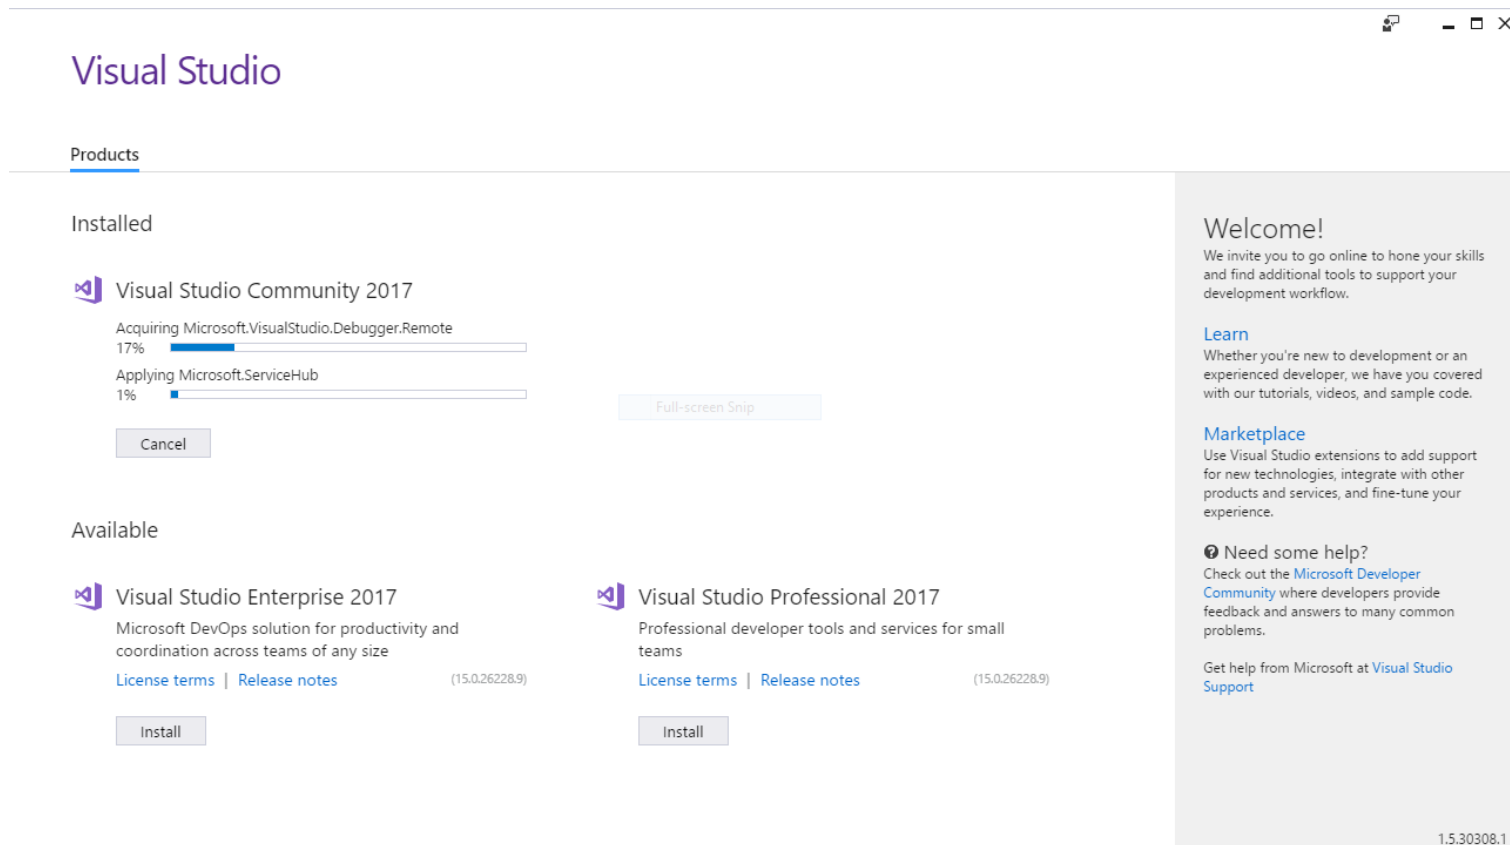 Visual Studio
Products
Installed
Visual Studio Community 2017
Acquiring Microsoft.VisualStudio.Debugger.Remote
17%
Applying Microsoft.ServiceHub
1%
Full-screen Snip
Cancel
Available
Visual Studio Enterprise 2017
Microsoft DevOps solution for productivity and
coordination across teams of any size
License terms | Release notes (15.0.26228.9)
Install
Visual Studio Professional 2017
Professional developer tools and services for small
teams
License terms | Release notes (15.0.26228.9)
Install
Welcome!
We invite you to go online to hone your skills
and find additional tools to support your
development workflow.
Learn
Whether you're new to development or an
experienced developer, we have you covered
with our tutorials, videos, and sample code.
Marketplace
Use Visual Studio extensions to add support
for new technologies, integrate with other
products and services, and fine-tune your
experience.
Need some help?
Check out the Microsoft Developer
Community where developers provide
feedback and answers to many common
problems.
Get help from Microsoft at Visual Studio
Support
1.5.30308.1